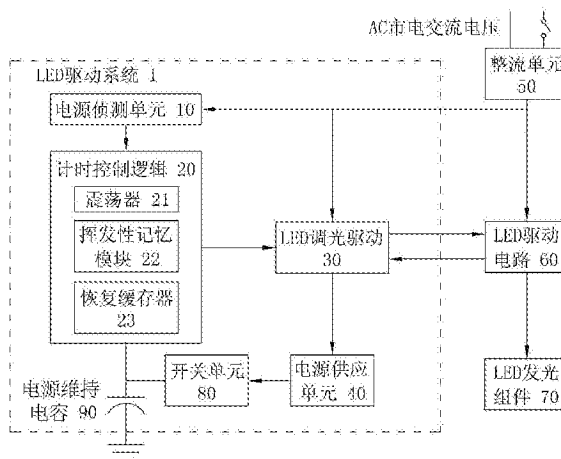 AC市电交流电压
整流单元
50
LED驱动系统 1
电源侦测单元 10
计时控制逻辑 20
震荡器 21
挥发性记忆
模块 22
恢复缓存器
23
LED调光驱动
30
LED驱动
电路 60
电源维持
电容 90
开关单元
80
电源供应
单元 40
LED发光
组件 70